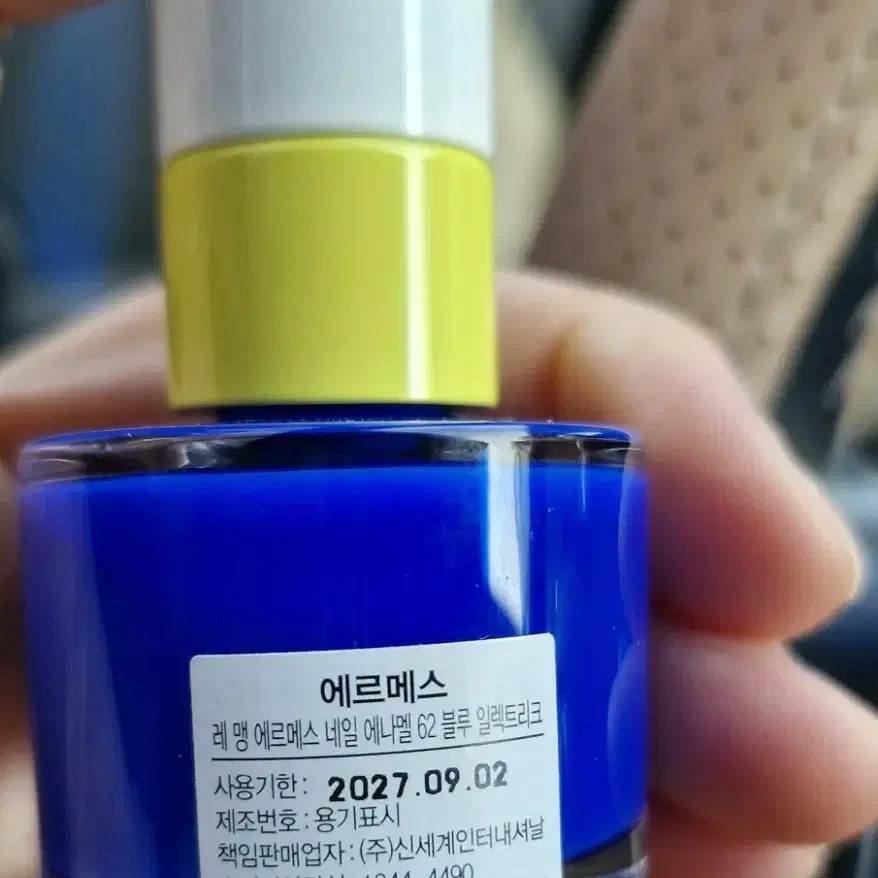 에르메스
레 맹 에르메스 네일 에나멜 62 블루 일렉트리크
사용기한: 2027.09.02
제조번호: 용기표시
책임판매업자: (주)신세계인터내셔날